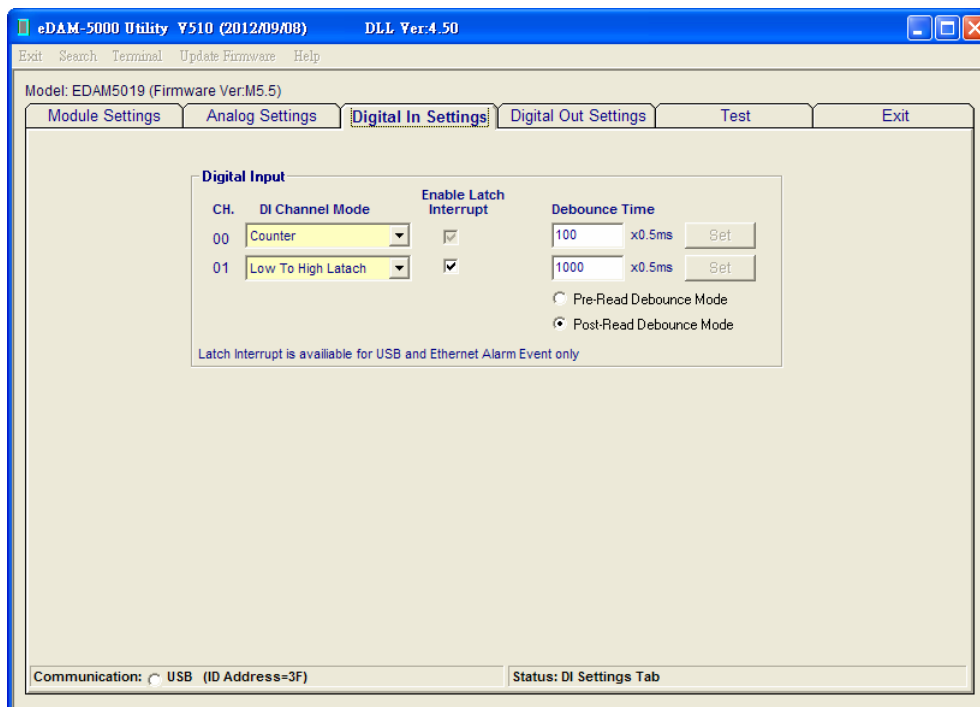 eDAM-5000 Utility V510 (2012/09/08) DLL Ver:4.50
Exit Search Terminal Update Firmware Help
Model: EDAM5019 (Firmware Ver:M5.5)
Module Settings Analog Settings Digital In Settings Digital Out Settings Test Exit
Digital Input
CH. DI Channel Mode Enable Latch Interrupt Debounce Time
00 Counter 100 x0.5ms Set
01 Low To High Latach 1000 x0.5ms Set
Pre-Read Debounce Mode
Post-Read Debounce Mode
Latch Interrupt is availiable for USB and Ethernet Alarm Event only
Communication: USB (ID Address=3F) Status: DI Settings Tab